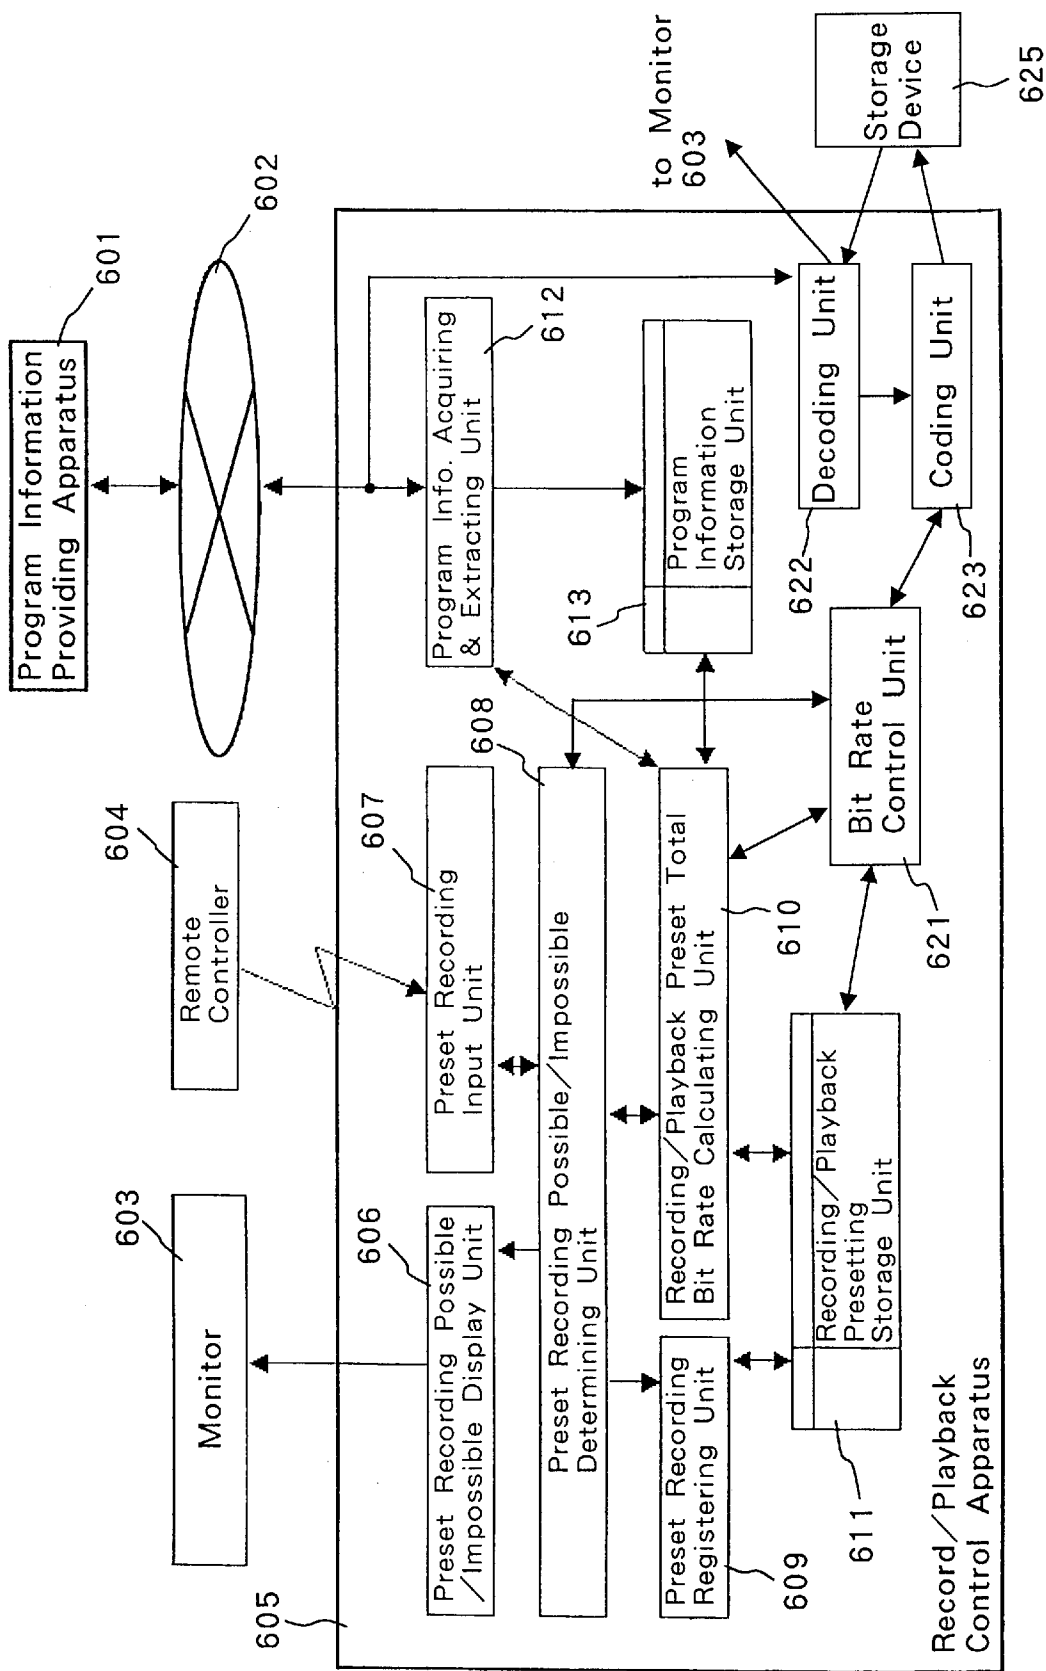 605
603
Monitor
604
Remote
Controller
601
Program Information
Providing Apparatus
602
606
Preset Recording Possible
/Impossible Display Unit
607
Preset Recording
Input Unit
608
Program Info. Acquiring
& Extracting Unit
612
Preset Recording Possible/Impossible
Determining Unit
609
Preset Recording
Registering Unit
Recording/Playback Preset Total
Bit Rate Calculating Unit
610
613
Program
Information
Storage Unit
to Monitor
603
611
Recording/Playback
Presetting
Storage Unit
621
Bit Rate
Control Unit
622
Decoding Unit
623
Coding Unit
Storage
Device
625
Record/Playback
Control Apparatus